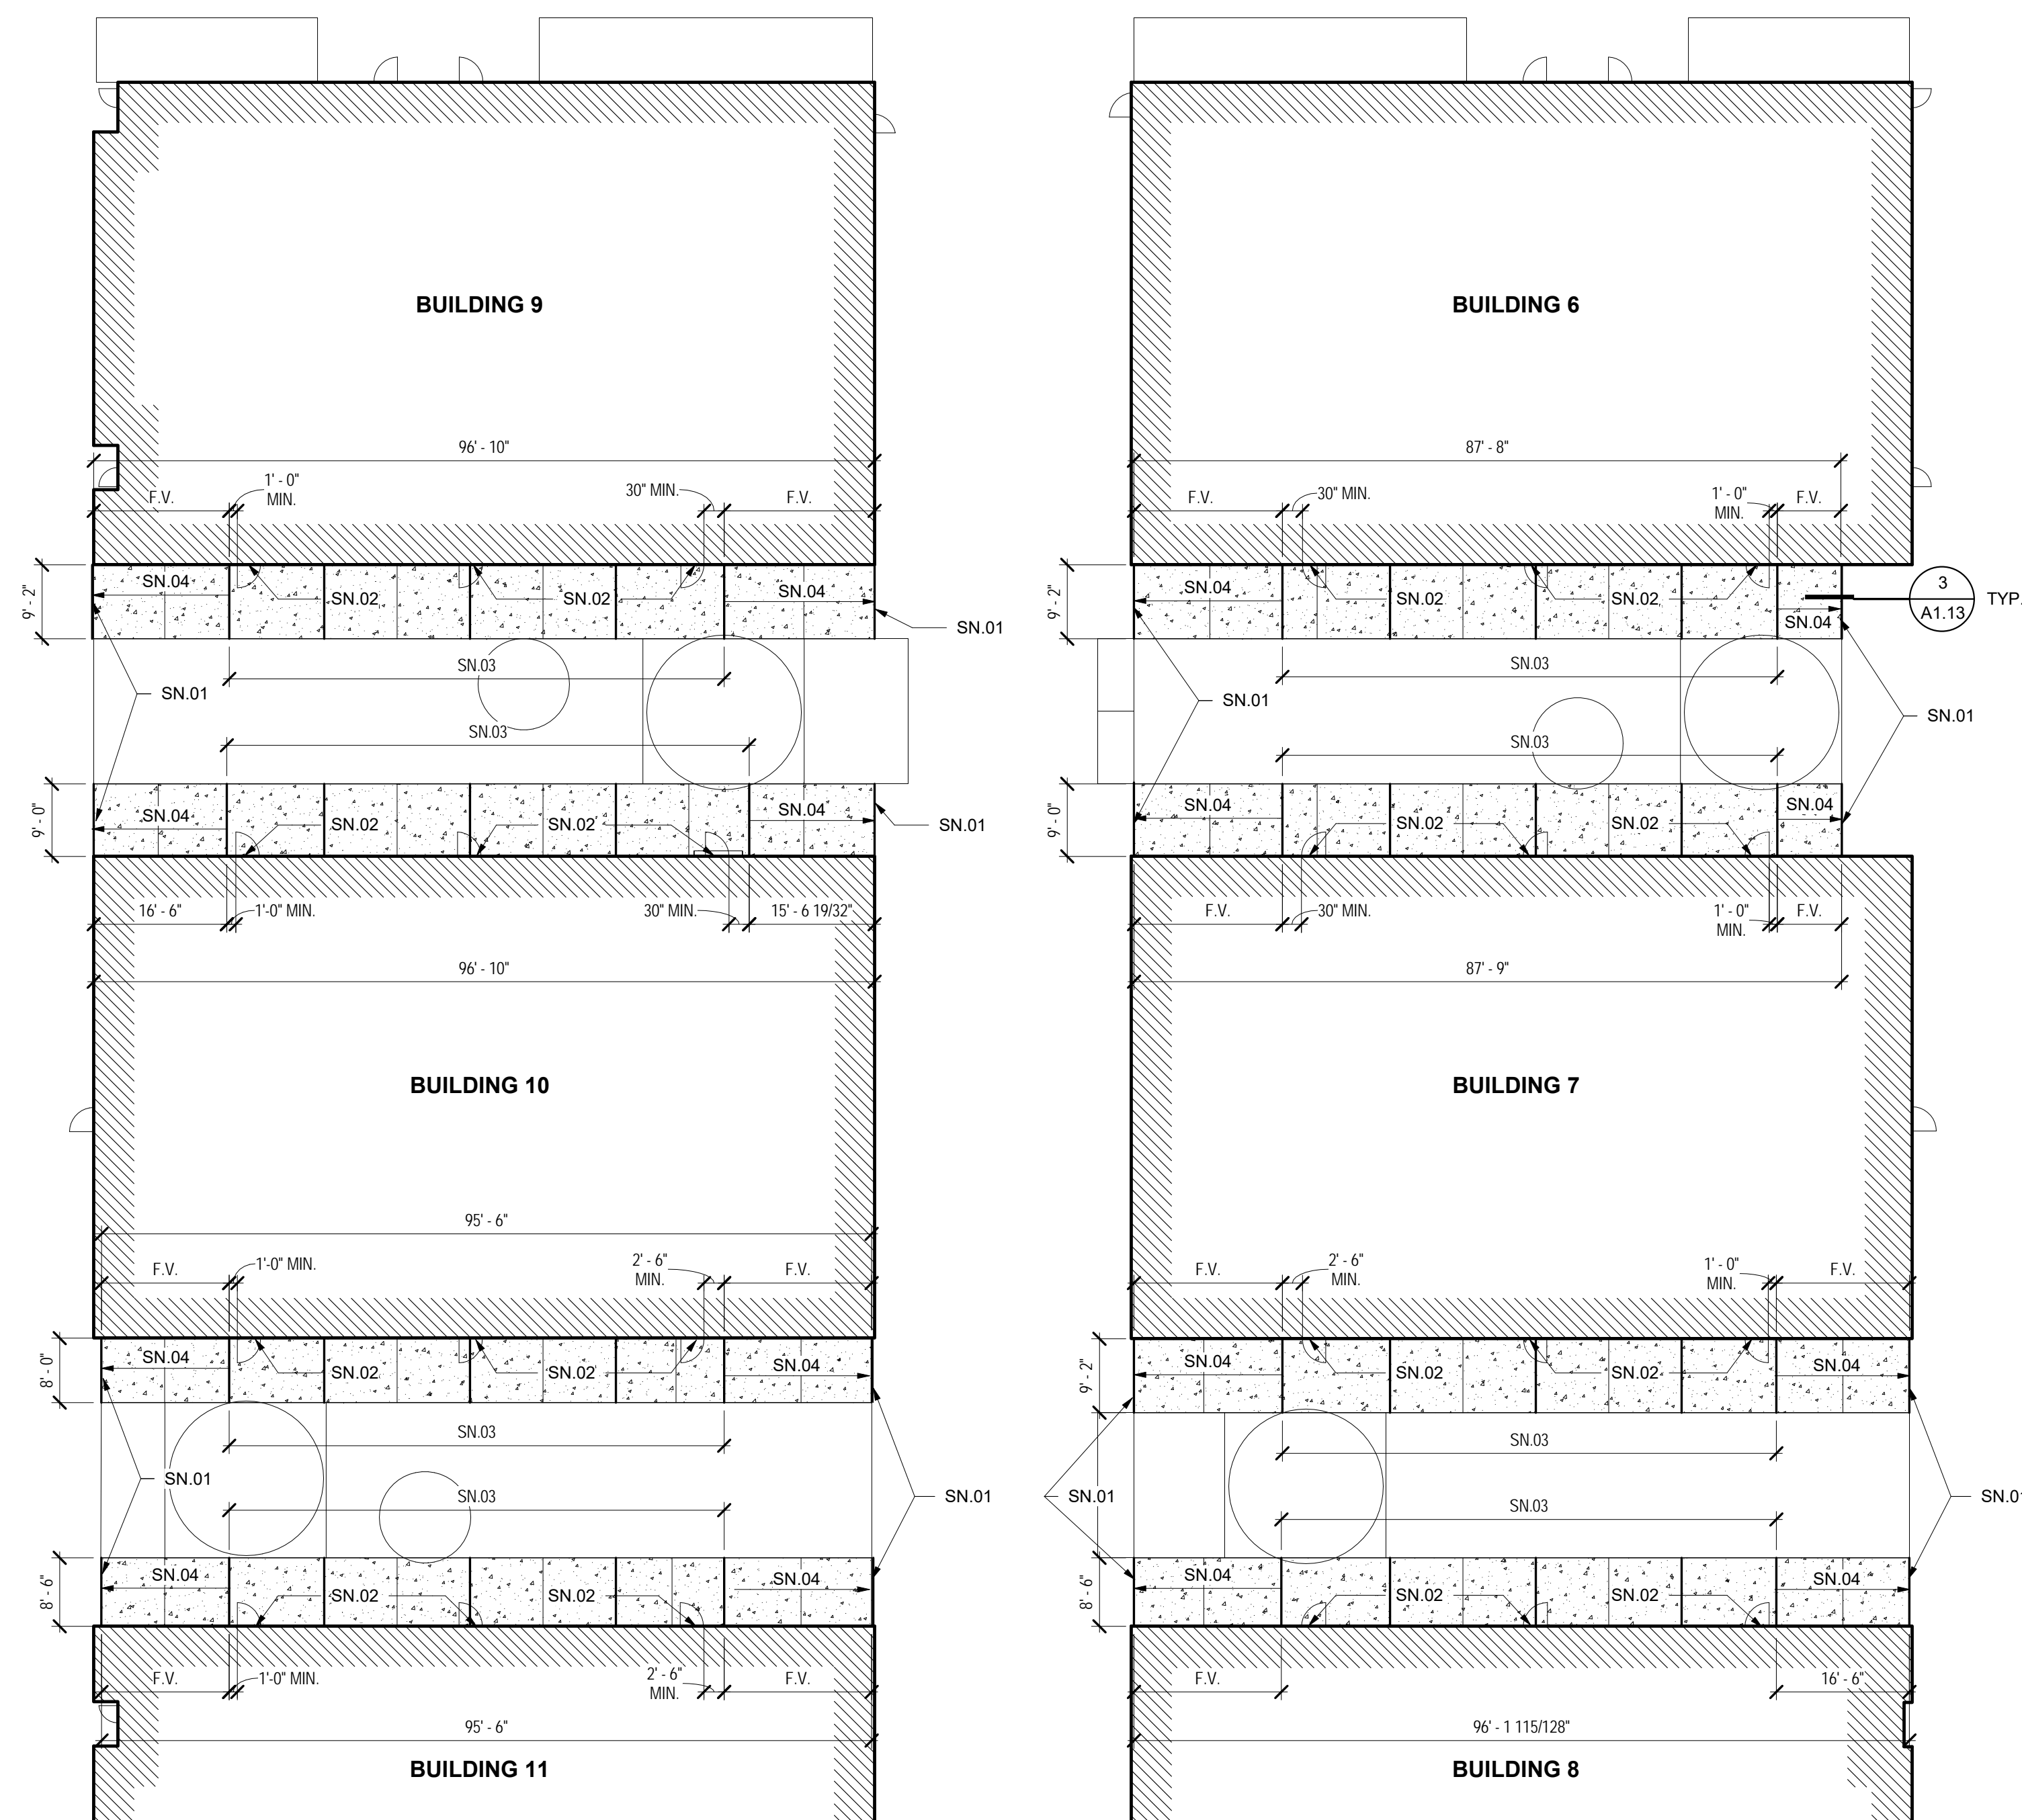 BUILDING 9
BUILDING 6
96' - 10"
87' - 8"
F.V.
1' - 0"
MIN.
30" MIN.
F.V.
F.V.
30" MIN.
1' - 0"
MIN.
F.V.
9' - 2"
SN.04
SN.02
SN.02
SN.04
SN.01
9' - 2"
SN.04
SN.02
SN.02
SN.04
3
A1.13
TYP.
SN.03
SN.01
SN.03
SN.03
SN.01
SN.01
SN.03
9' - 0"
SN.04
SN.02
SN.02
SN.04
SN.01
9' - 0"
SN.04
SN.02
SN.02
SN.04
16' - 6"
1'-0" MIN.
30" MIN.
15' - 6 19/32"
F.V.
30" MIN.
1' - 0"
MIN.
F.V.
96' - 10"
87' - 9"
BUILDING 10
BUILDING 7
95' - 6"
F.V.
1'-0" MIN.
2' - 6"
MIN.
F.V.
F.V.
2' - 6"
MIN.
1' - 0"
MIN.
F.V.
8' - 0"
SN.04
SN.02
SN.02
SN.04
9' - 2"
SN.04
SN.02
SN.02
SN.04
SN.03
SN.01
SN.03
SN.01
SN.03
SN.01
SN.03
8' - 6"
SN.04
SN.02
SN.02
SN.04
8' - 6"
SN.04
SN.02
SN.02
SN.04
F.V.
1'-0" MIN.
2' - 6"
MIN.
F.V.
F.V.
16' - 6"
95' - 6"
96' - 1 115/128"
BUILDING 11
BUILDING 8